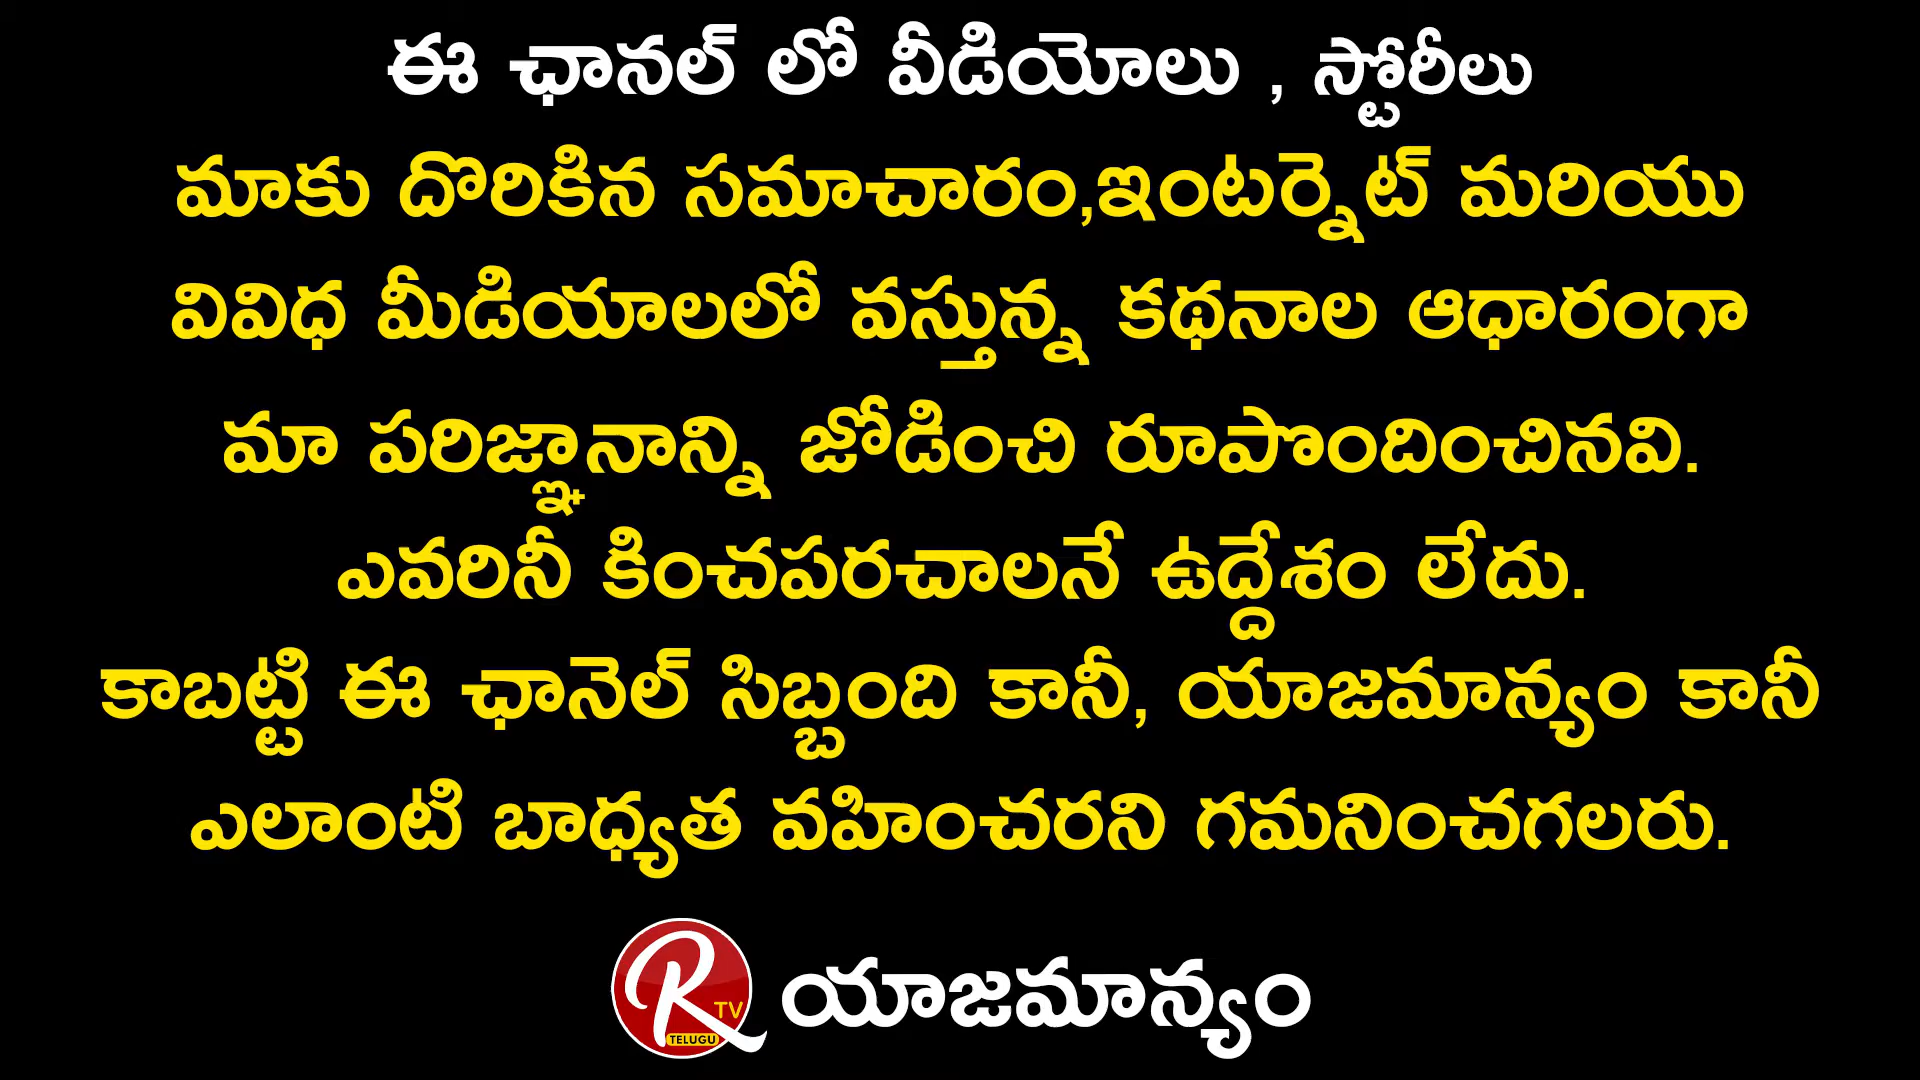 ఈ ఛానల్ లో వీడియోలు , స్టోరీలు
మాకు దొరికిన సమాచారం,ఇంటర్నెట్ మరియు
వివిధ మీడియాలలో వస్తున్న కథనాల ఆధారంగా
మా పరిజ్ఞానాన్ని జోడించి రూపొందించినవి.
ఎవరినీ కించపరచాలనే ఉద్దేశం లేదు.
కాబట్టి ఈ ఛానెల్ సిబ్బంది కానీ, యాజమాన్యం కానీ
ఎలాంటి బాధ్యత వహించరని గమనించగలరు.
R TV TELUGU యాజమాన్యం